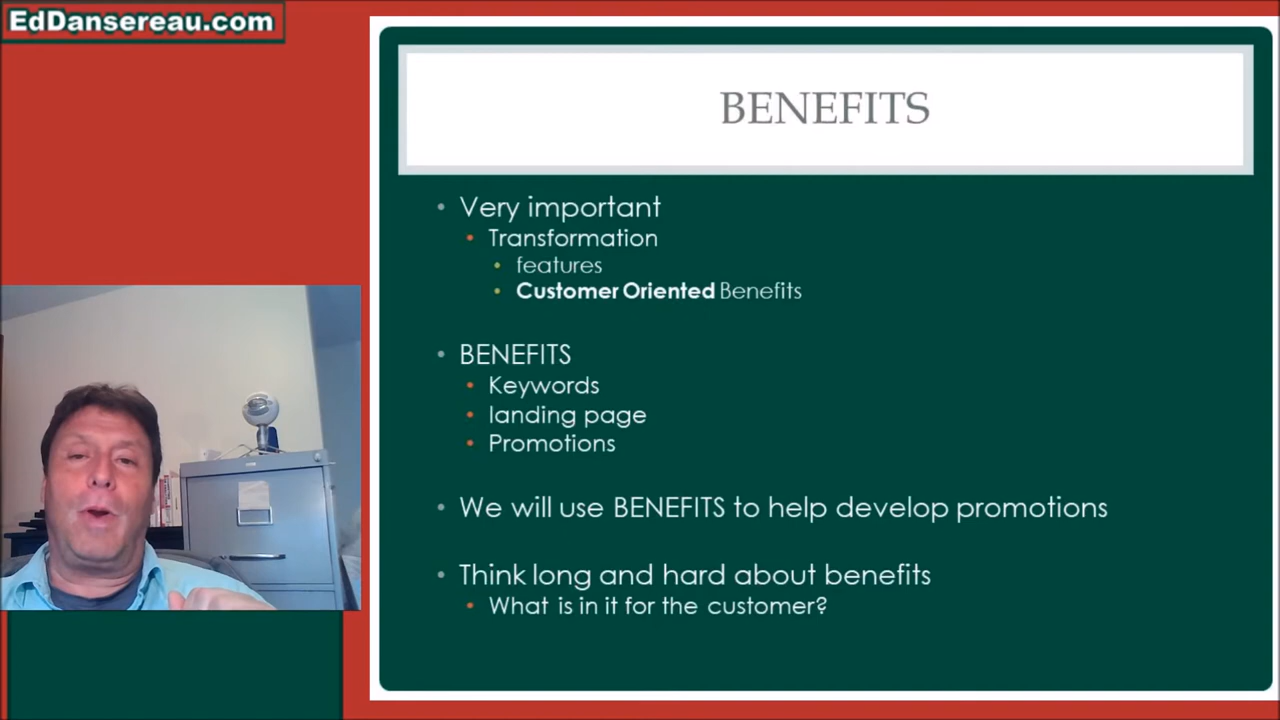 EdDansereau.com
BENEFITS
Very important
Transformation
features
Customer Oriented Benefits
BENEFITS
Keywords
landing page
Promotions
We will use BENEFITS to help develop promotions
Think long and hard about benefits
What is in it for the customer?